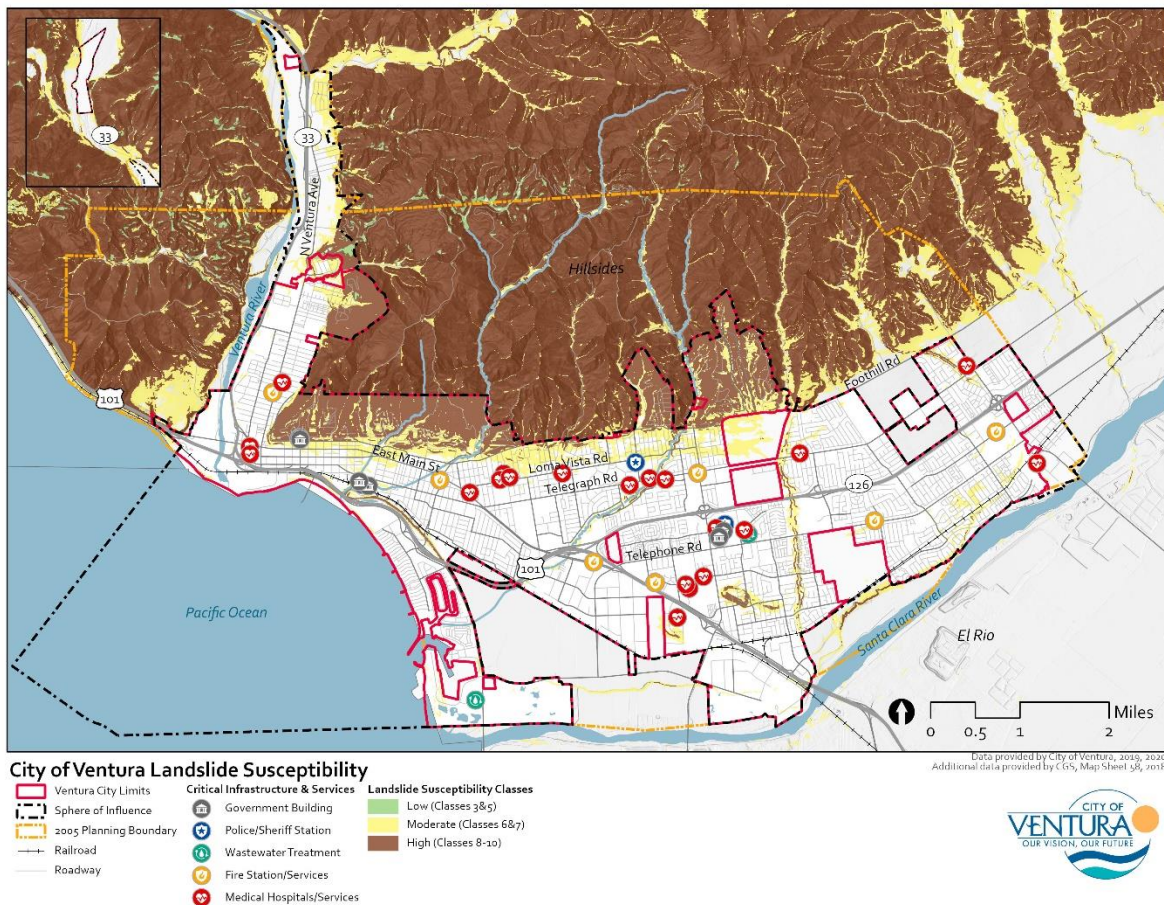 33
33
N Ventura Ave
Hillsides
Ventura River
101
Foothill Rd
East Main St
Loma Vista Rd
Telegraph Rd
126
Telephone Rd
101
Pacific Ocean
Santa Clara River
El Rio
Miles
0 0.5 1 2
Data provided by City of Ventura, 2019, 2020
Additional data provided by CGS, Map Sheet 58, 2018
City of Ventura Landslide Susceptibility
Ventura City Limits
Sphere of Influence
2005 Planning Boundary
Railroad
Roadway
Critical Infrastructure & Services
Government Building
Police/Sheriff Station
Wastewater Treatment
Fire Station/Services
Medical Hospitals/Services
Landslide Susceptibility Classes
Low (Classes 3&5)
Moderate (Classes 6&7)
High (Classes 8-10)
CITY OF
VENTURA
OUR VISION, OUR FUTURE